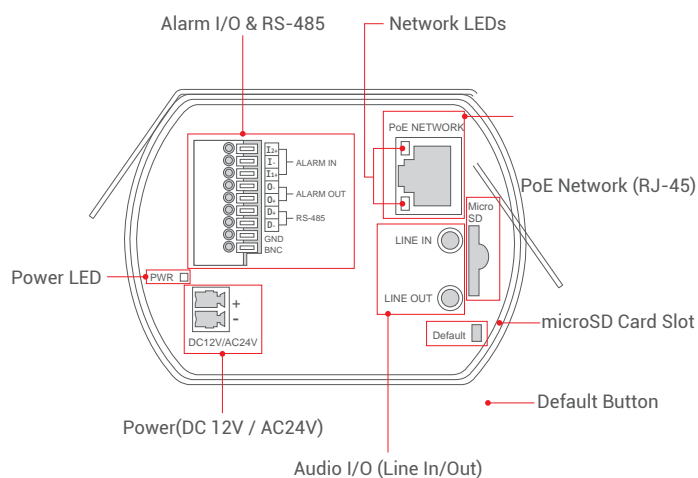 Alarm I/O & RS-485
Network LEDs
PoE NETWORK
I2+
I-
I1+
O-
O+
D+
D-
GND
BNC
ALARM IN
ALARM OUT
RS-485
PoE Network (RJ-45)
Micro
SD
LINE IN
LINE OUT
Power LED
PWR
+
-
DC12V/AC24V
Default
microSD Card Slot
Default Button
Power(DC 12V / AC24V)
Audio I/O (Line In/Out)